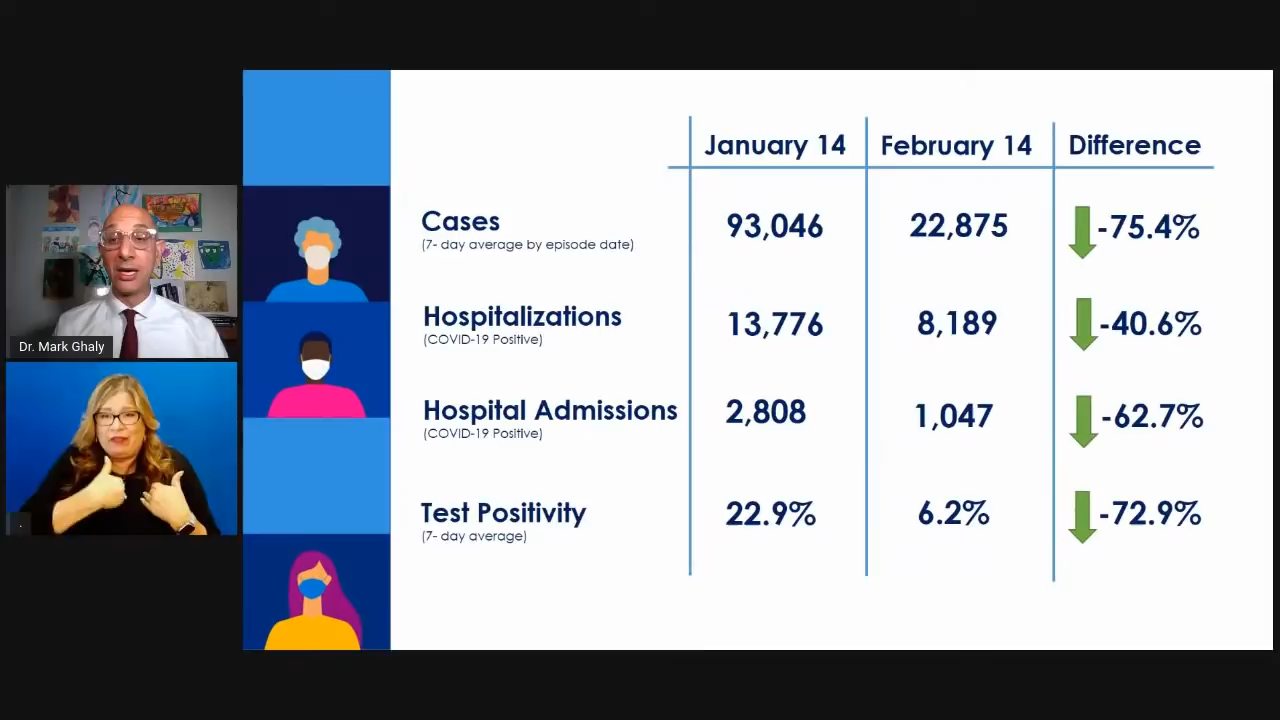 January 14
February 14
Difference
Cases
93,046
22,875
-75.4%
(7- day average by episode date)
Hospitalizations
13,776
8,189
-40.6%
(COVID-19 Positive)
Hospital Admissions
2,808
1,047
-62.7%
(COVID-19 Positive)
Test Positivity
22.9%
6.2%
-72.9%
(7- day average)
Dr. Mark Ghaly
.